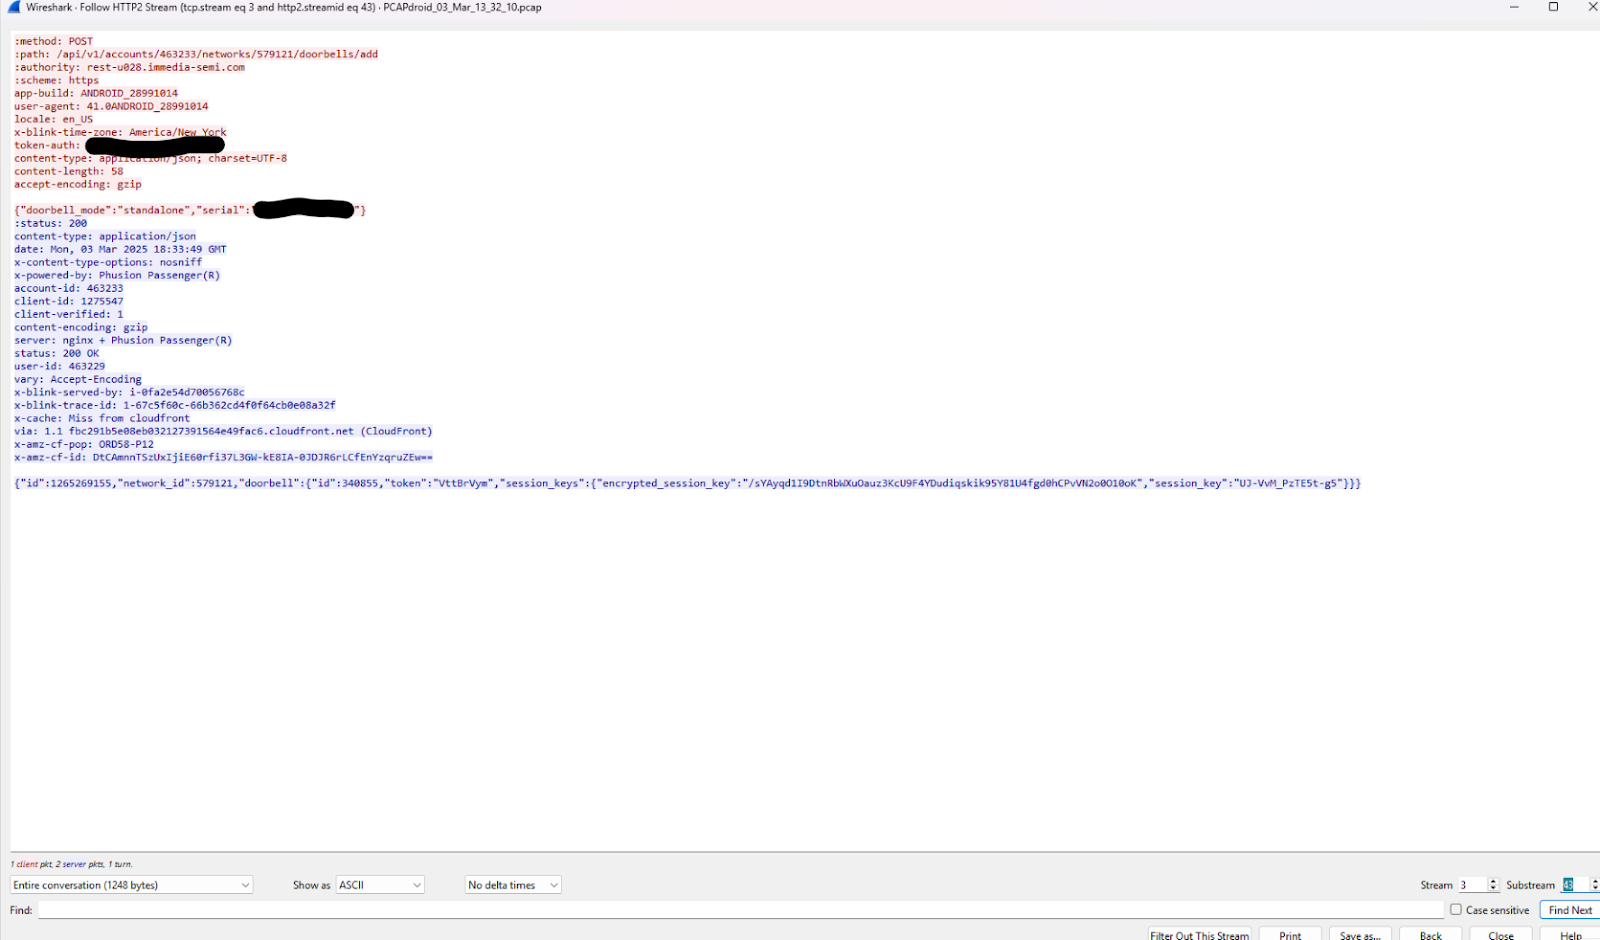 Wireshark · Follow HTTP2 Stream (tcp.stream eq 3 and http2.streamid eq 43) · PCAPdroid_03_Mar_13_32_10.pcap
:method: POST
:path: /api/v1/accounts/463233/networks/579121/doorbells/add
:authority: rest-u028.immedia-semi.com
:scheme: https
app-build: ANDROID_28991014
user-agent: 41.0ANDROID_28991014
locale: en_US
x-blink-time-zone: America/New_York
token-auth:
content-type: application/json; charset=UTF-8
content-length: 58
accept-encoding: gzip
{"doorbell_mode":"standalone","serial":" "}
:status: 200
content-type: application/json
date: Mon, 03 Mar 2025 18:33:49 GMT
x-content-type-options: nosniff
x-powered-by: Phusion Passenger(R)
account-id: 463233
client-id: 1275547
client-verified: 1
content-encoding: gzip
server: nginx + Phusion Passenger(R)
status: 200 OK
user-id: 463229
vary: Accept-Encoding
x-blink-served-by: i-0fa2e54d70056768c
x-blink-trace-id: 1-67c5f60c-66b362cd4f0f64cb0e08a32f
x-cache: Miss from cloudfront
via: 1.1 fbc291b5e08eb032127391564e49fac6.cloudfront.net (CloudFront)
x-amz-cf-pop: ORD58-P12
x-amz-cf-id: DtCAmnnTSzUxIjiE60rfi37L3GW-kE8IA-0JDJR6rLCfEnYzqruZEw==
{"id":1265269155,"network_id":579121,"doorbell":{"id":340855,"token":"VttBrVym","session_keys":{"encrypted_session_key":"/sYAyqd1I9DtnRbWXuOauz3KcU9F4YDudiqskik95Y81U4fgd0hCPvVN2o0O10oK","session_key":"UJ-VvM_PzTE5t-g5"}}}
1 client pkt, 2 server pkts, 1 turn.
Entire conversation (1248 bytes) Show as ASCII No delta times Stream 3 Substream 43
Find: Case sensitive Find Next
Filter Out This Stream Print Save as... Back Close Help